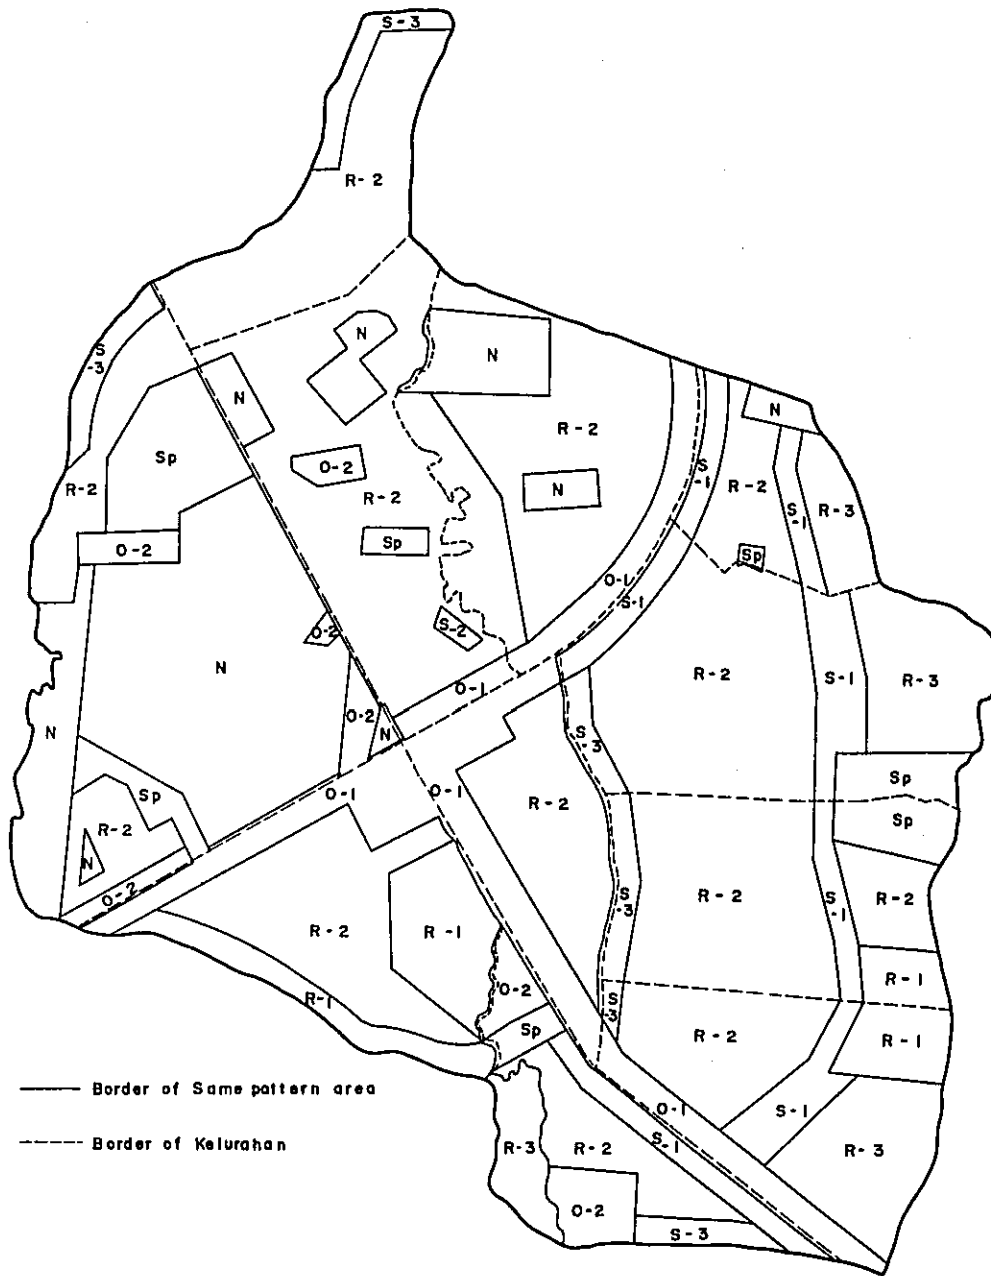 S-3
R-2
S-3
N
N
N
R-2
N
Sp
O-2
R-2
S-1
R-2
R-2
N
S-1
R-3
O-2
Sp
Sp
O-1
S-1
O-2
S-2
N
O-1
R-2
S-1
R-3
N
O-2
N
S-3
Sp
O-1
O-1
R-2
Sp
R-2
Sp
N
O-2
S-3
R-2
S-1
R-2
R-2
R-1
R-1
O-2
R-1
S-3
Sp
R-2
R-1
Border of Same pattern area
O-1
S-1
S-1
Border of Kelurahan
R-3
R-2
R-3
O-2
S-3